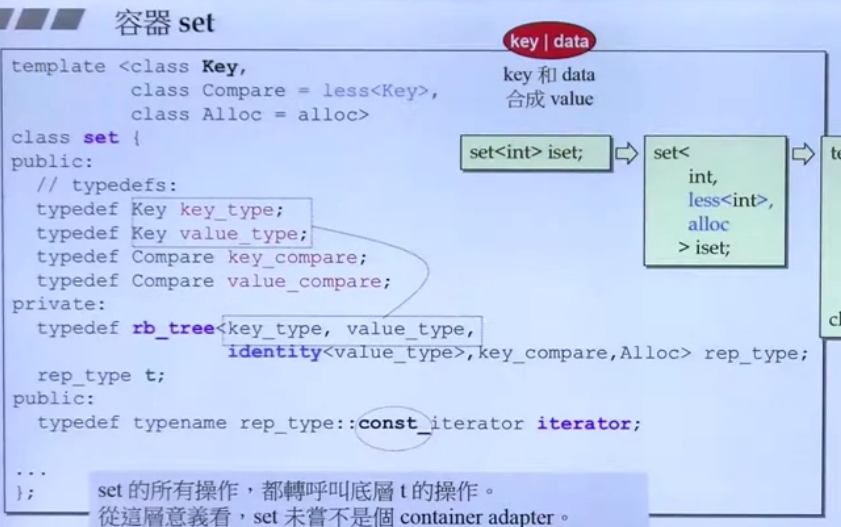 容器 set
key | data
key 和 data
合成 value
template <class Key,
class Compare = less<Key>,
class Alloc = alloc>
class set {
public:
// typedefs:
typedef Key key_type;
typedef Key value_type;
typedef Compare key_compare;
typedef Compare value_compare;
private:
typedef rb_tree<key_type, value_type,
identity<value_type>,key_compare,Alloc> rep_type;
rep_type t;
public:
typedef typename rep_type::const_iterator iterator;
...
};
set<int> iset;
set<
int,
less<int>,
alloc
> iset;
te
cl
set 的所有操作，都轉呼叫底層 t 的操作。
從這層意義看，set 未嘗不是個 container adapter。